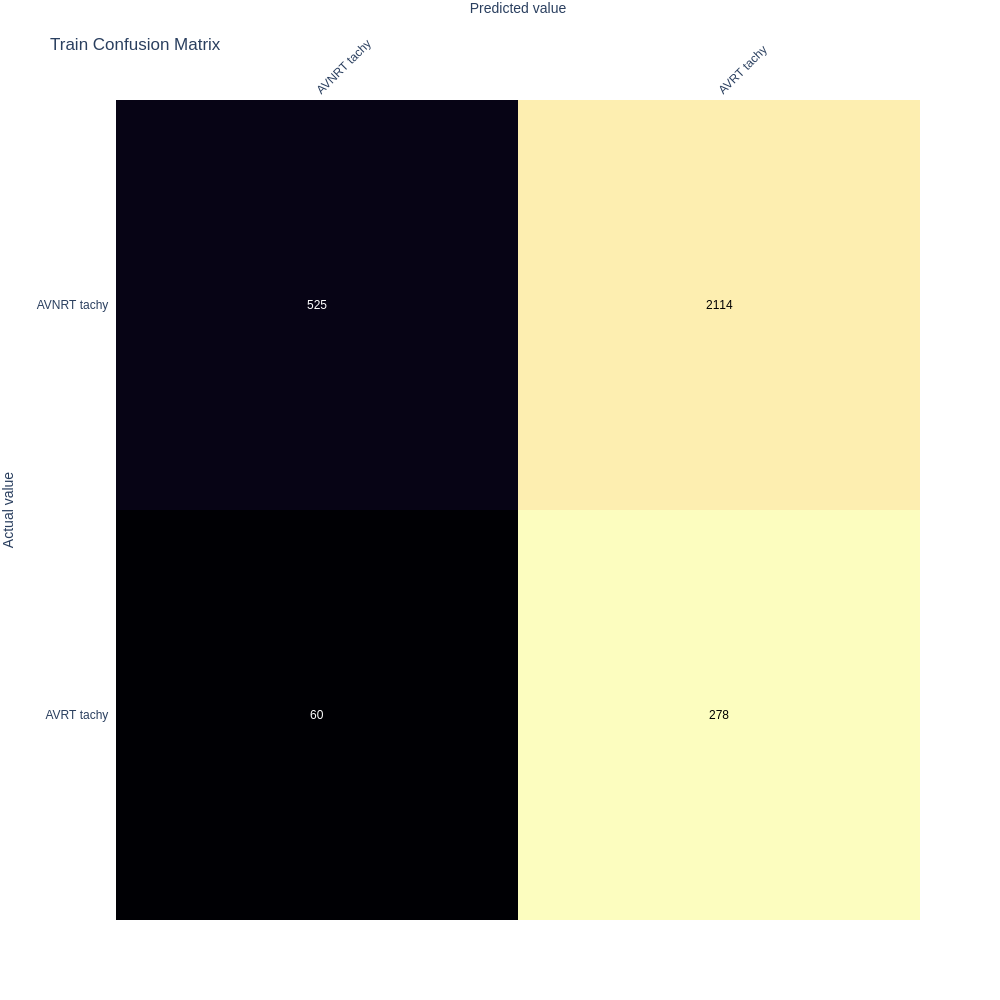 Predicted value
Train Confusion Matrix
AVNRT tachy
AVRT tachy
AVNRT tachy
525
2114
Actual value
AVRT tachy
60
278